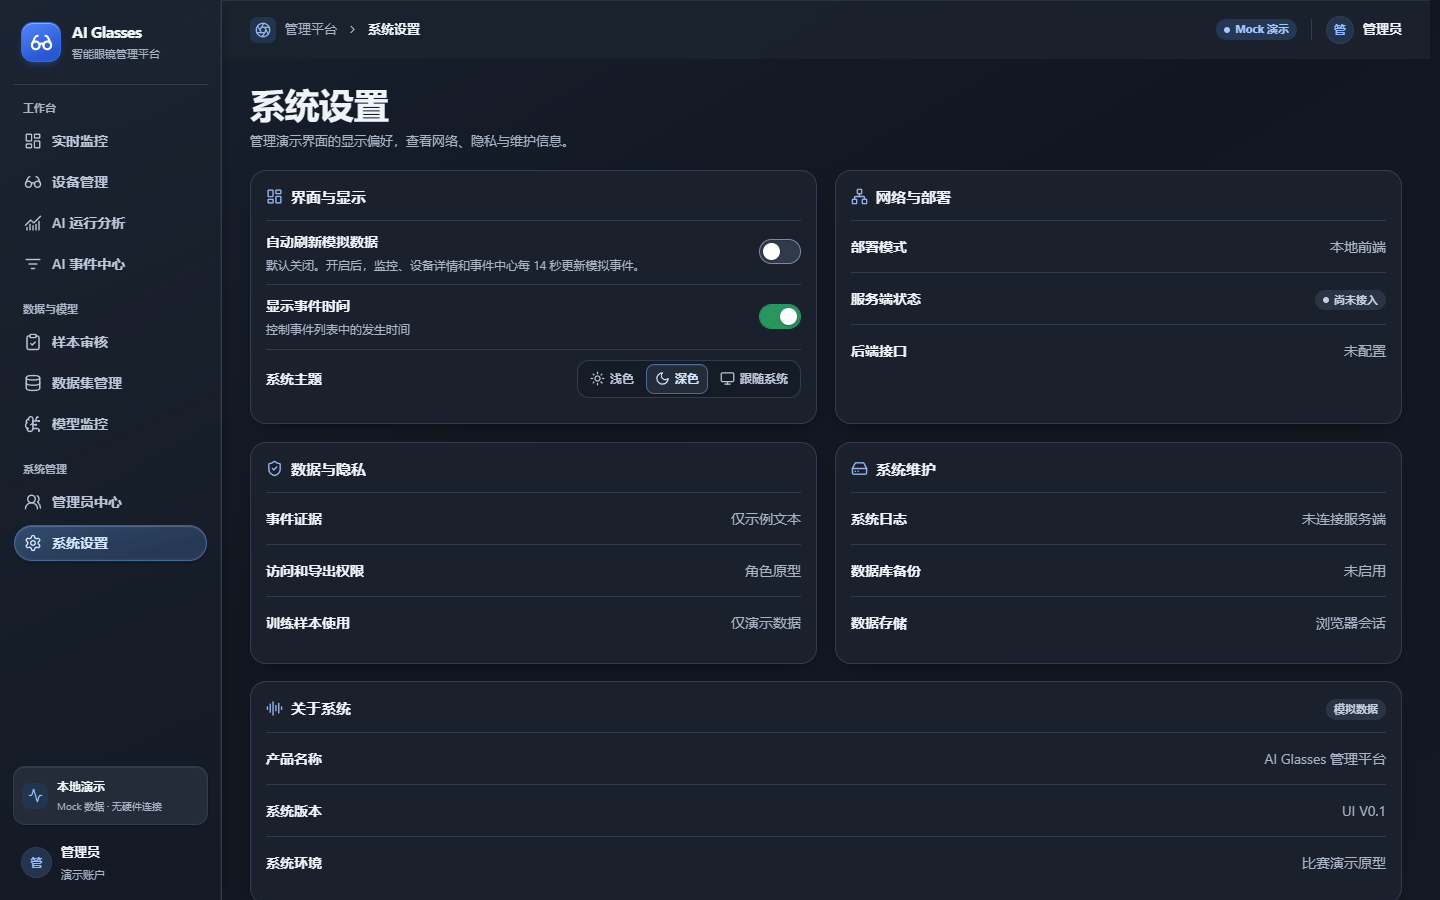 AI Glasses
智能眼镜管理平台
工作台
实时监控
设备管理
AI 运行分析
AI 事件中心
数据与模型
样本审核
数据集管理
模型监控
系统管理
管理员中心
系统设置
本地演示
Mock 数据 · 无硬件连接
管 管理员
演示账户
管理平台 › 系统设置
Mock 演示
管 管理员
系统设置
管理演示界面的显示偏好，查看网络、隐私与维护信息。
界面与显示
自动刷新模拟数据
默认关闭。开启后，监控、设备详情和事件中心每 14 秒更新模拟事件。
显示事件时间
控制事件列表中的发生时间
系统主题 浅色 深色 跟随系统
网络与部署
部署模式 本地前端
服务端状态 尚未接入
后端接口 未配置
数据与隐私
事件证据 仅示例文本
访问和导出权限 角色原型
训练样本使用 仅演示数据
系统维护
系统日志 未连接服务端
数据库备份 未启用
数据存储 浏览器会话
关于系统 模拟数据
产品名称 AI Glasses 管理平台
系统版本 UI V0.1
系统环境 比赛演示原型